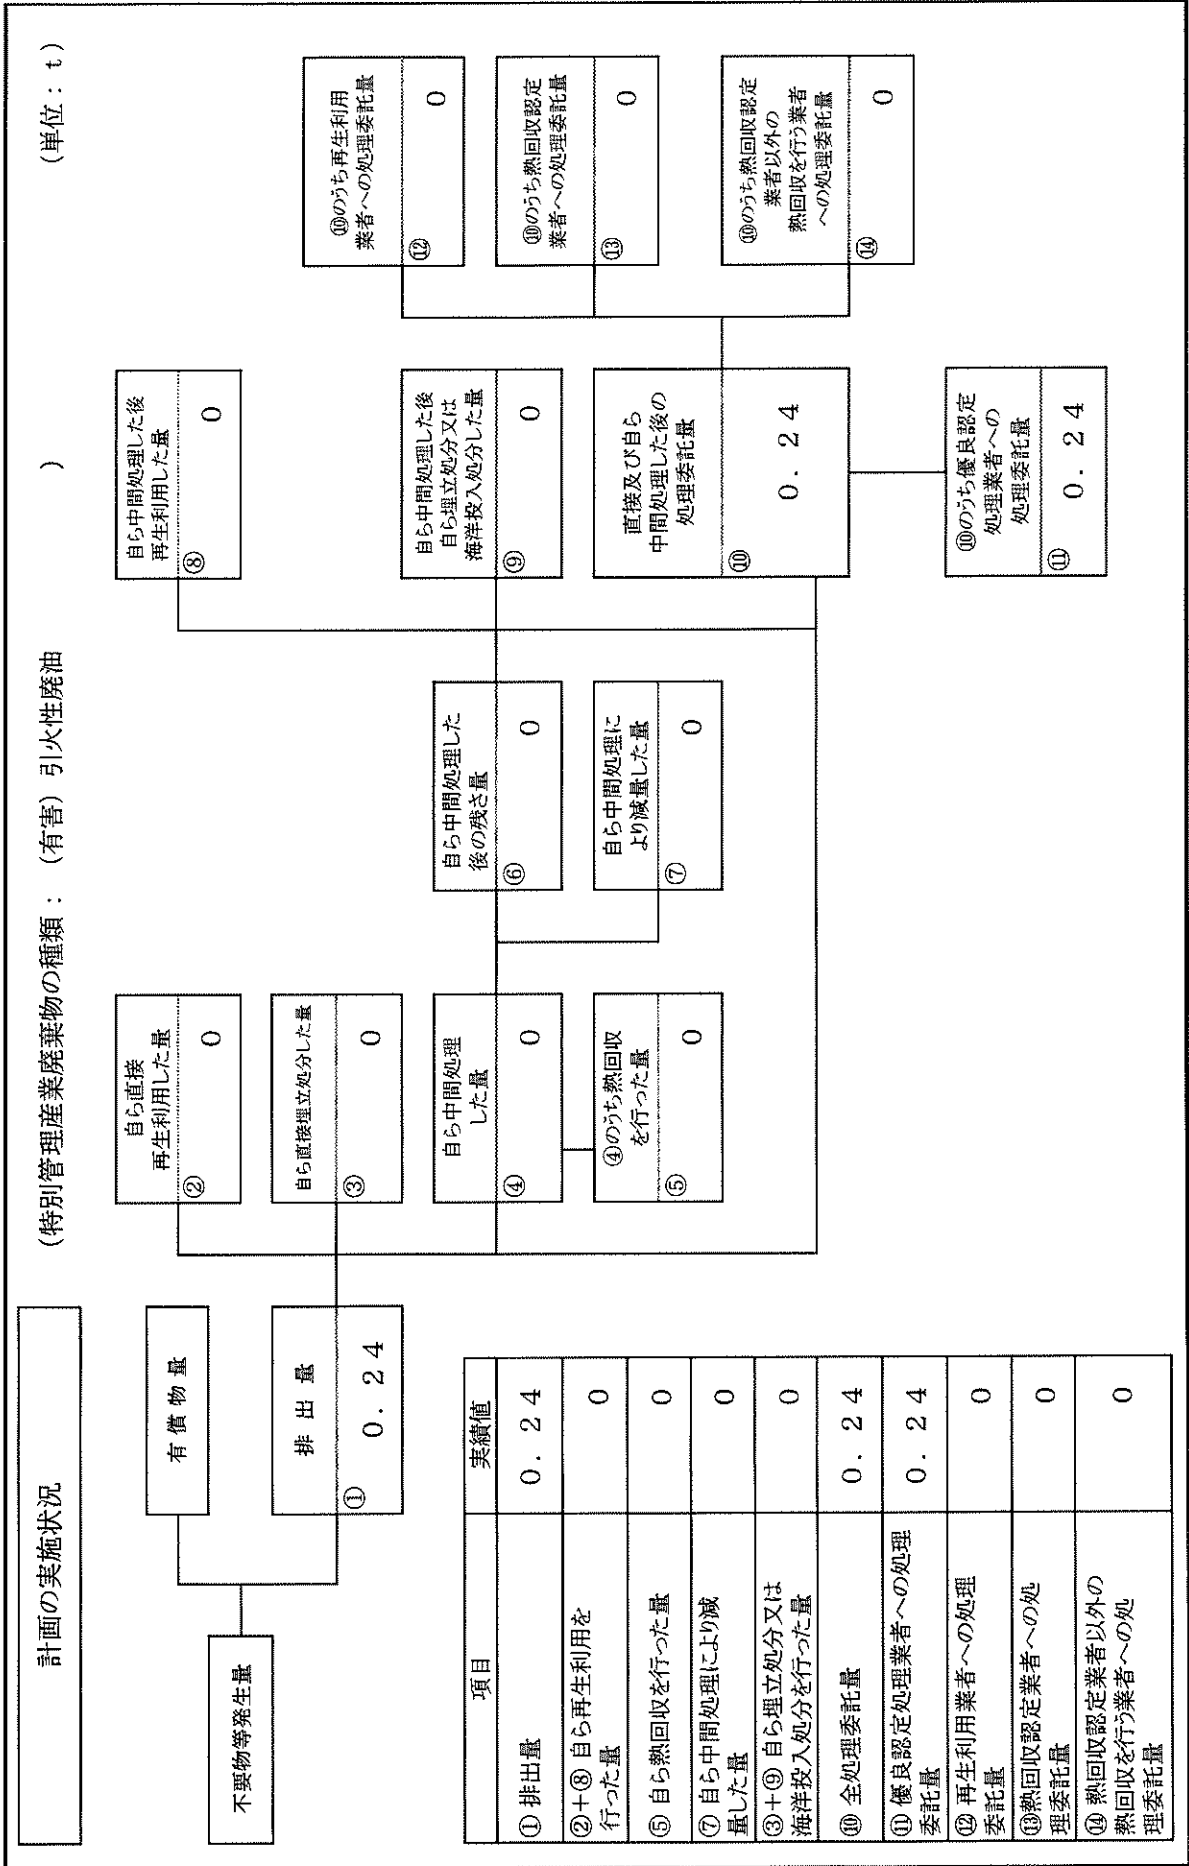 計画の実施状況
(特別管理産業廃棄物の種類：(有害)引火性廃油)
(単位：t)
不要物等発生量
有償物量
排出量
① 0.24
自ら直接
再生利用した量
② 0
自ら直接埋立処分した量
③ 0
自ら中間処理
した量
④ 0
④のうち熱回収
を行った量
⑤ 0
自ら中間処理した
後の残さ量
⑥ 0
自ら中間処理に
より減量した量
⑦ 0
自ら中間処理した後
再生利用した量
⑧ 0
自ら中間処理した後
自ら埋立処分又は
海洋投入処分した量
⑨ 0
直接及び自ら
中間処理した後の
処理委託量
⑩ 0.24
⑩のうち優良認定
処理業者への
処理委託量
⑪ 0.24
⑩のうち再生利用
業者への処理委託量
⑫ 0
⑩のうち熱回収認定
業者への処理委託量
⑬ 0
⑩のうち熱回収認定
業者以外の
熱回収を行う業者
への処理委託量
⑭ 0
項目 実績値
①排出量 0.24
②+⑧自ら再生利用を
行った量 0
⑤自ら熱回収を行った量 0
⑦自ら中間処理により減
量した量 0
③+⑨自ら埋立処分又は
海洋投入処分を行った量 0
⑩全処理委託量 0.24
⑪優良認定処理業者への処理
委託量 0.24
⑫再生利用業者への処理
委託量 0
⑬熱回収認定業者への処
理委託量 0
⑭熱回収認定業者以外の
熱回収を行う業者への処
理委託量 0